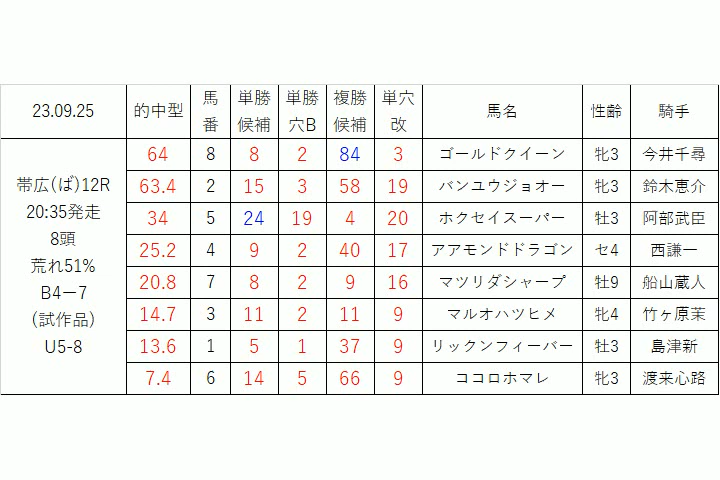 23.09.25 的中型 馬番 単勝候補 単勝穴B 複勝候補 単穴改 馬名 性齢 騎手
帯広(ば)12R
20:35発走
8頭
荒れ51%
B4ー7
(試作品)
U5-8
64 8 8 2 84 3 ゴールドクイーン 牝3 今井千尋
63.4 2 15 3 58 19 バンユウジョオー 牝3 鈴木恵介
34 5 24 19 4 20 ホクセイスーパー 牡3 阿部武臣
25.2 4 9 2 40 17 アアモンドドラゴン セ4 西謙一
20.8 7 8 2 9 16 マツリダシャープ 牡9 船山蔵人
14.7 3 11 2 11 9 マルオハツヒメ 牝4 竹ヶ原茉
13.6 1 5 1 37 9 リックンフィーバー 牡3 島津新
7.4 6 14 5 66 9 ココロホマレ 牝3 渡来心路